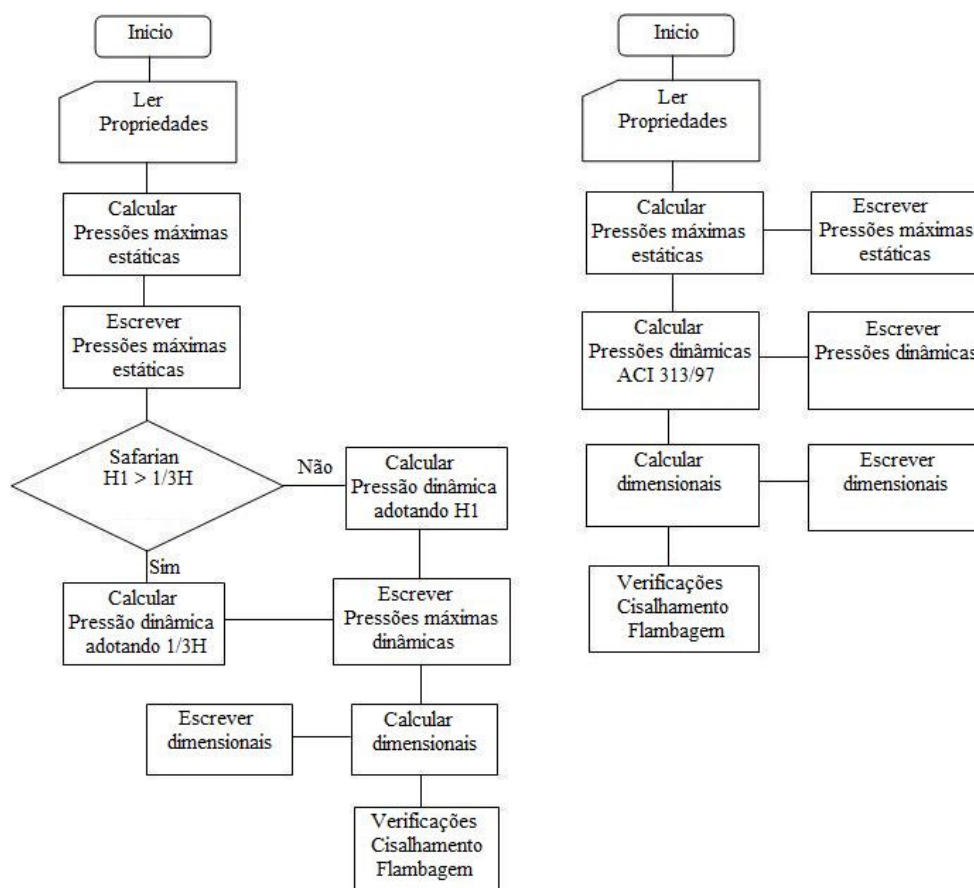 Inicio
Ler
Propriedades
Calcular
Pressões máximas
estáticas
Escrever
Pressões máximas
estáticas
Safarian
H1 > 1/3H
Não
Calcular
Pressão dinâmica
adotando H1
Sim
Calcular
Pressão dinâmica
adotando 1/3H
Escrever
Pressões máximas
dinâmicas
Escrever
dimensionais
Calcular
dimensionais
Verificações
Cisalhamento
Flambagem
Inicio
Ler
Propriedades
Calcular
Pressões máximas
estáticas
Escrever
Pressões máximas
estáticas
Calcular
Pressões dinâmicas
ACI 313/97
Escrever
Pressões dinâmicas
Calcular
dimensionais
Escrever
dimensionais
Verificações
Cisalhamento
Flambagem